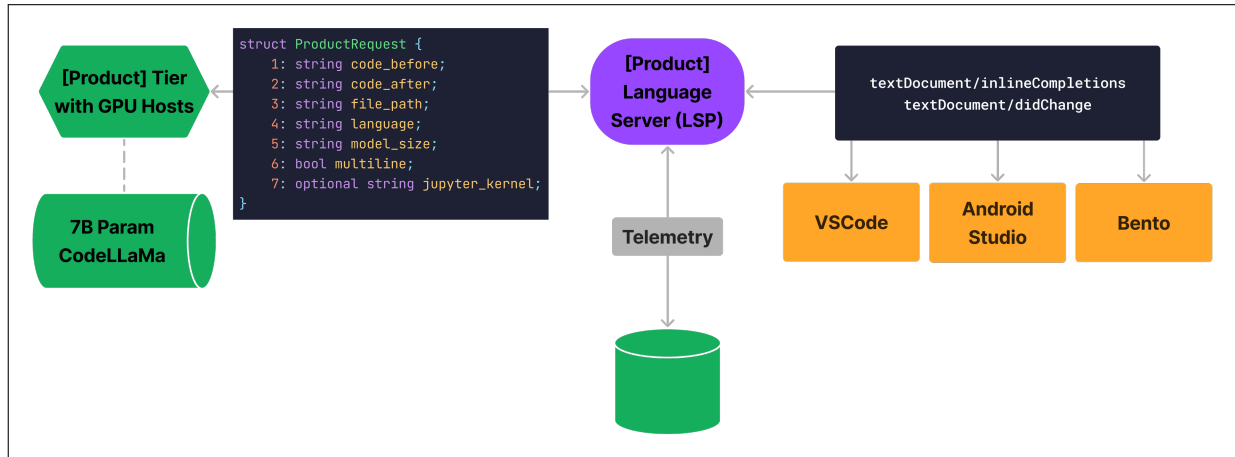 [Product] Tier
with GPU Hosts
7B Param
CodeLLaMa
struct ProductRequest {
1: string code_before;
2: string code_after;
3: string file_path;
4: string language;
5: string model_size;
6: bool multiline;
7: optional string jupyter_kernel;
}
[Product]
Language
Server (LSP)
Telemetry
textDocument/inlineCompletions
textDocument/didChange
VSCode
Android
Studio
Bento